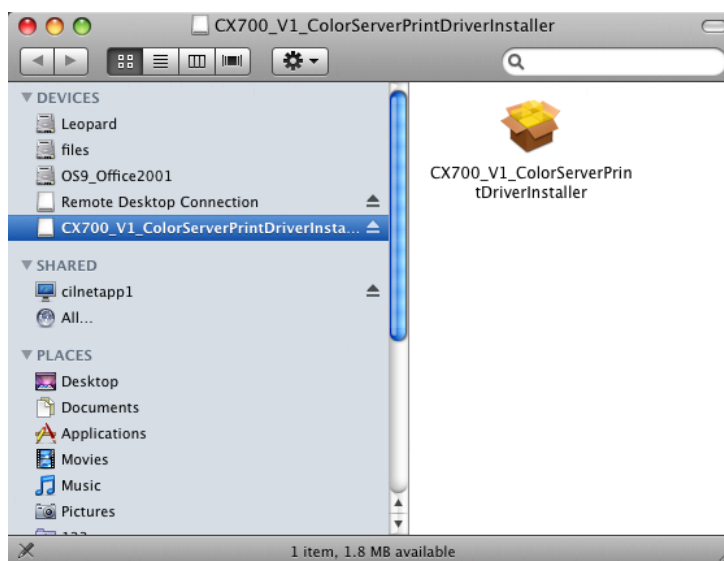 CX700_V1_ColorServerPrintDriverInstaller
DEVICES
Leopard
files
OS9_Office2001
Remote Desktop Connection
CX700_V1_ColorServerPrintDriverInsta...
SHARED
cilnetapp1
All...
PLACES
Desktop
Documents
Applications
Movies
Music
Pictures
CX700_V1_ColorServerPrin
tDriverInstaller
1 item, 1.8 MB available